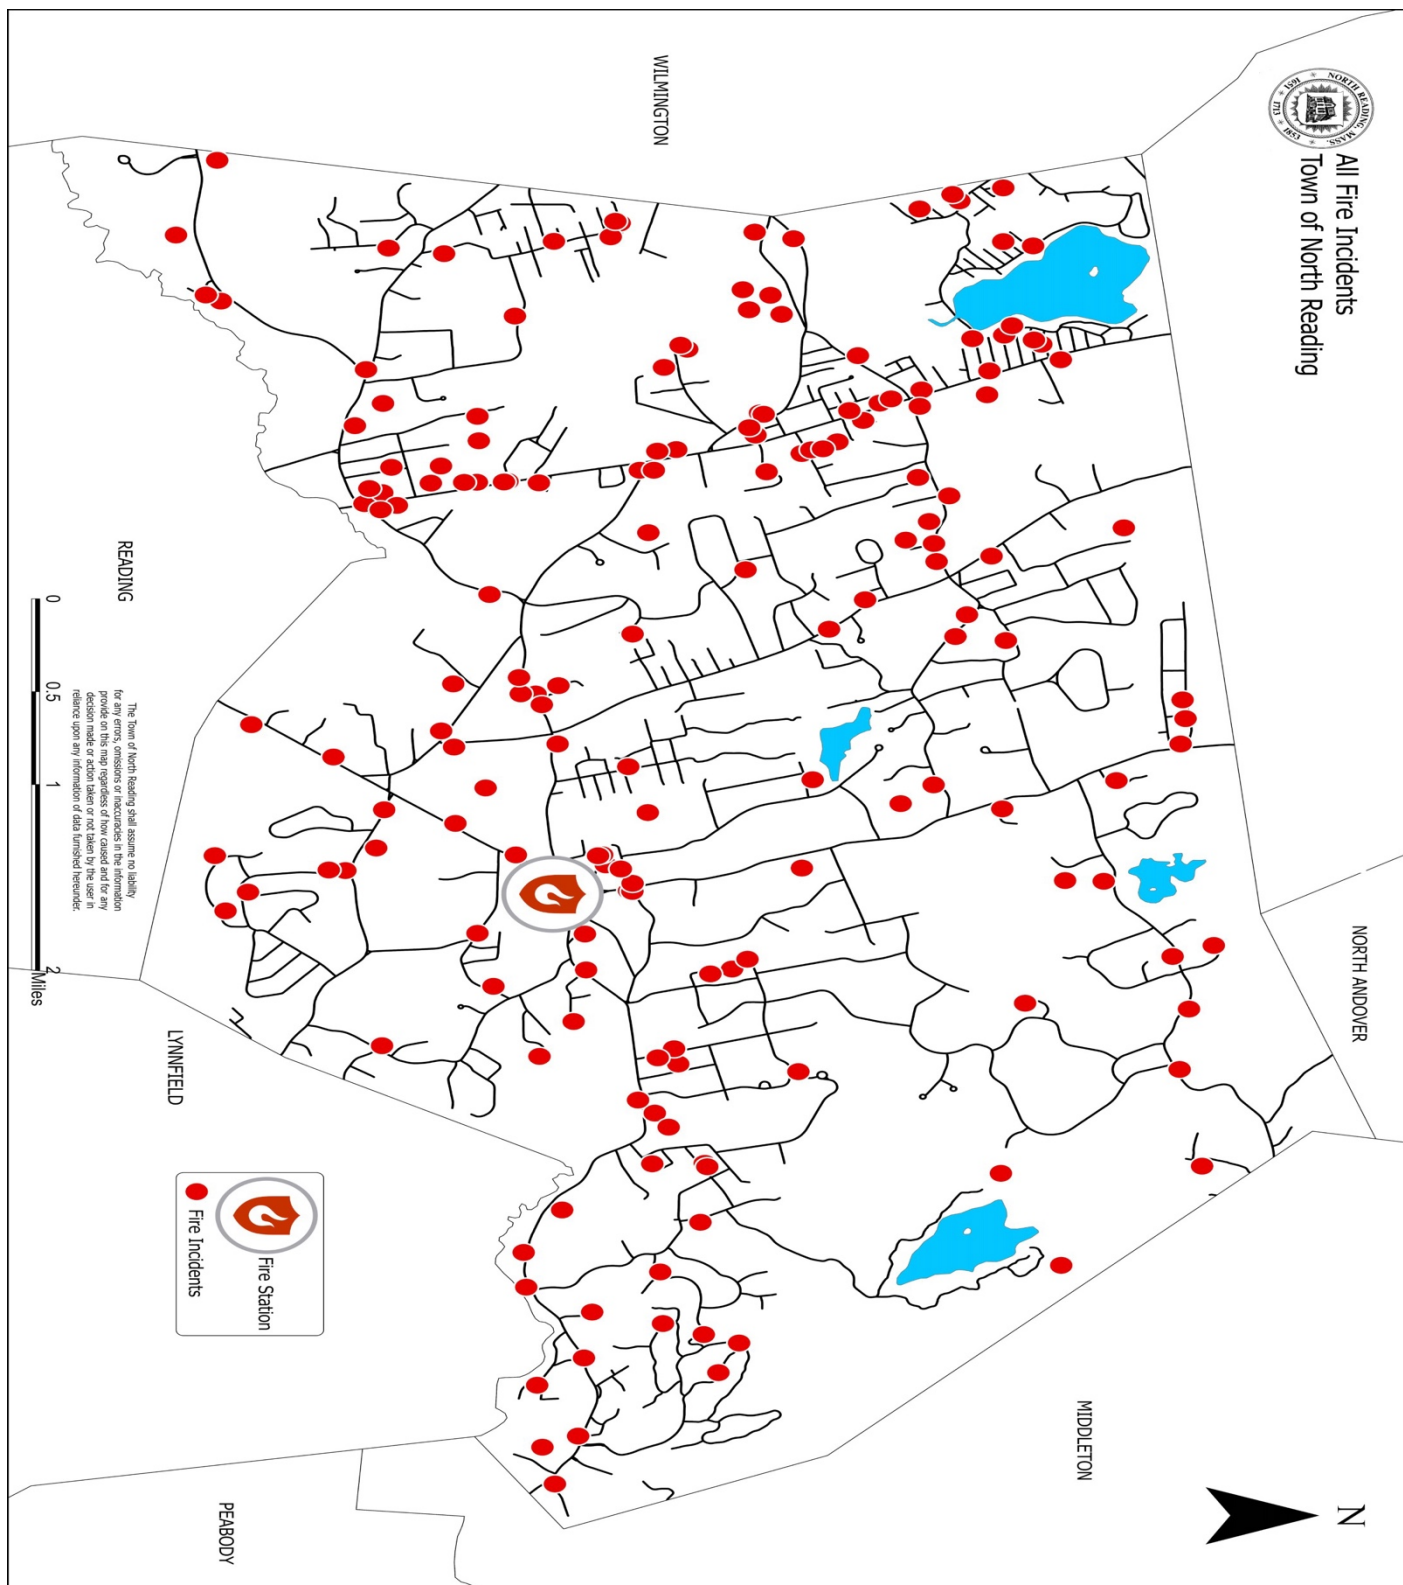 All Fire Incidents
Town of North Reading
NORTH READING, MASS.
1651
1713
1853
WILMINGTON
NORTH ANDOVER
MIDDLETON
READING
LYNNFIELD
PEABODY
N
Fire Station
Fire Incidents
0 0.5 1 2
Miles
The Town of North Reading shall assume no liability
for any errors, omissions or inaccuracies in the information
provide on this map regardless of how caused and for any
decision made or action taken or not taken by the user in
reliance upon any information of data furnished hereunder.